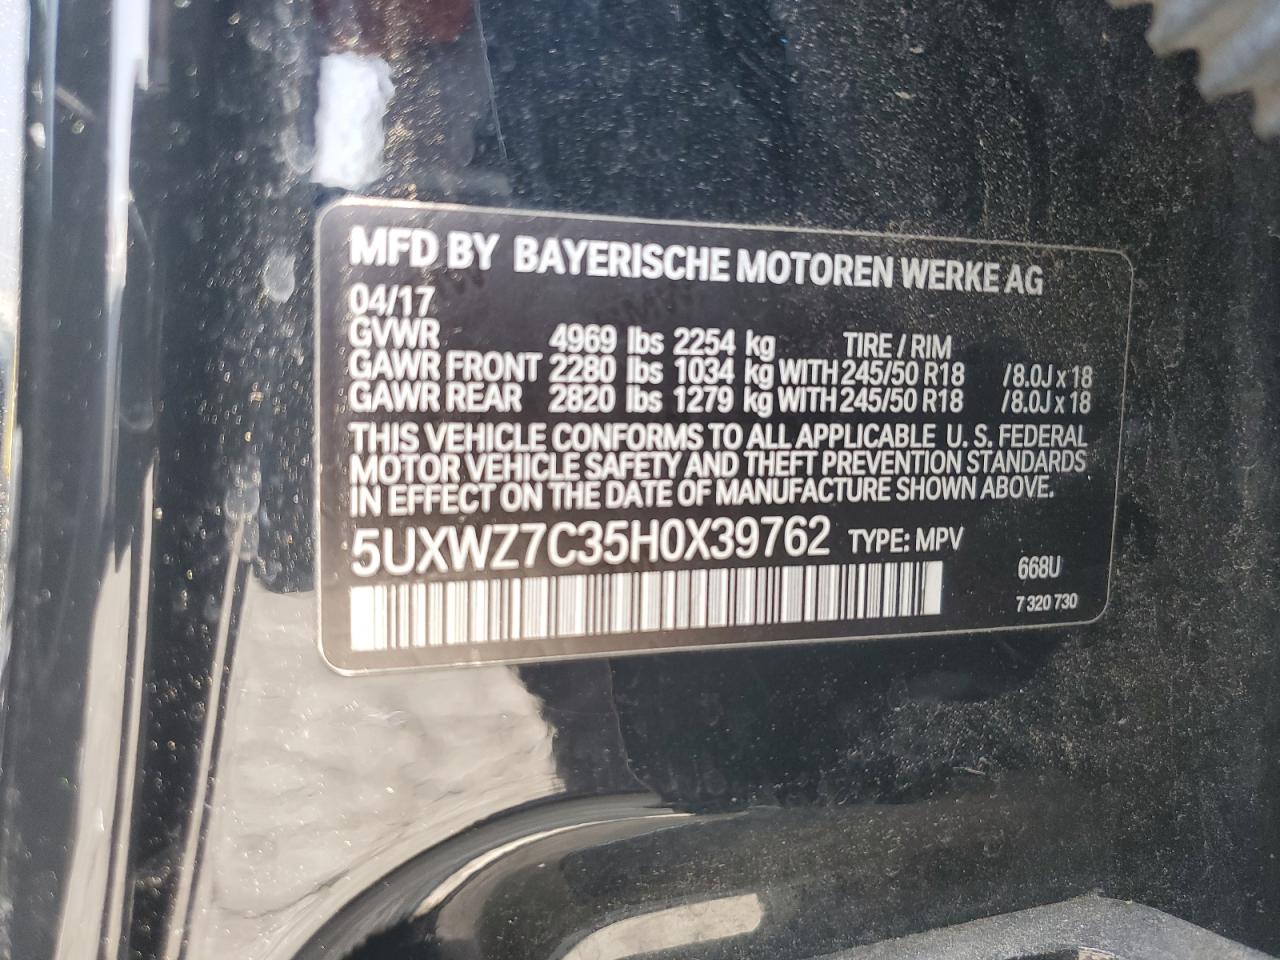 MFD BY BAYERISCHE MOTOREN WERKE AG
04/17
GVWR 4969 lbs 2254 kg TIRE / RIM
GAWR FRONT 2280 lbs 1034 kg WITH 245/50 R18 /8.0J x 18
GAWR REAR 2820 lbs 1279 kg WITH 245/50 R18 /8.0J x 18
THIS VEHICLE CONFORMS TO ALL APPLICABLE U. S. FEDERAL
MOTOR VEHICLE SAFETY AND THEFT PREVENTION STANDARDS
IN EFFECT ON THE DATE OF MANUFACTURE SHOWN ABOVE.
5UXWZ7C35H0X39762 TYPE: MPV
668U
7 320 730